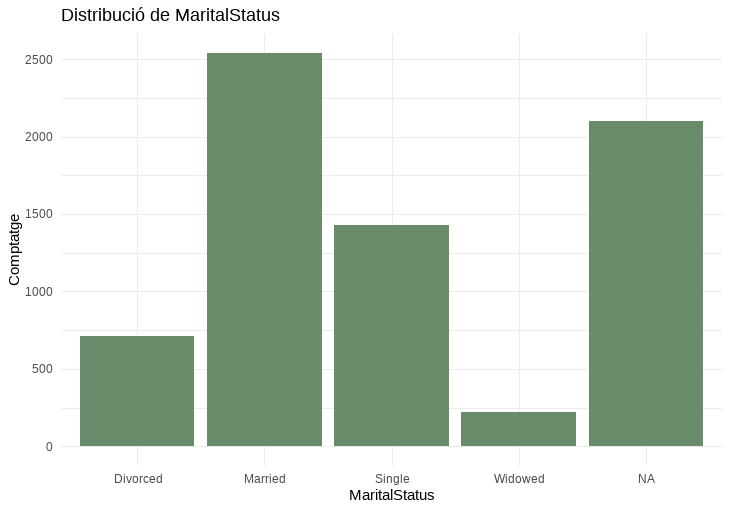 Distribució de MaritalStatus
Comptatge
2500
2000
1500
1000
500
0
Divorced Married Single Widowed NA
MaritalStatus